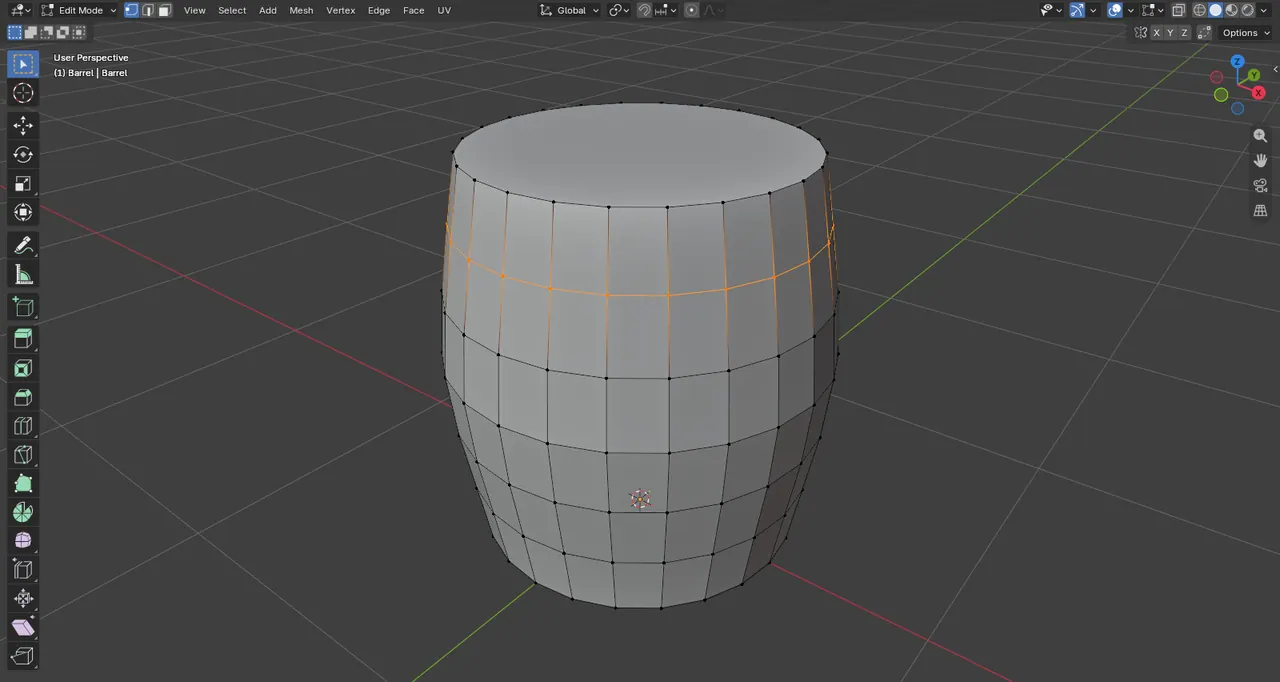 Edit Mode View Select Add Mesh Vertex Edge Face UV Global
X Y Z Options
User Perspective
(1) Barrel | Barrel
Z
Y
X